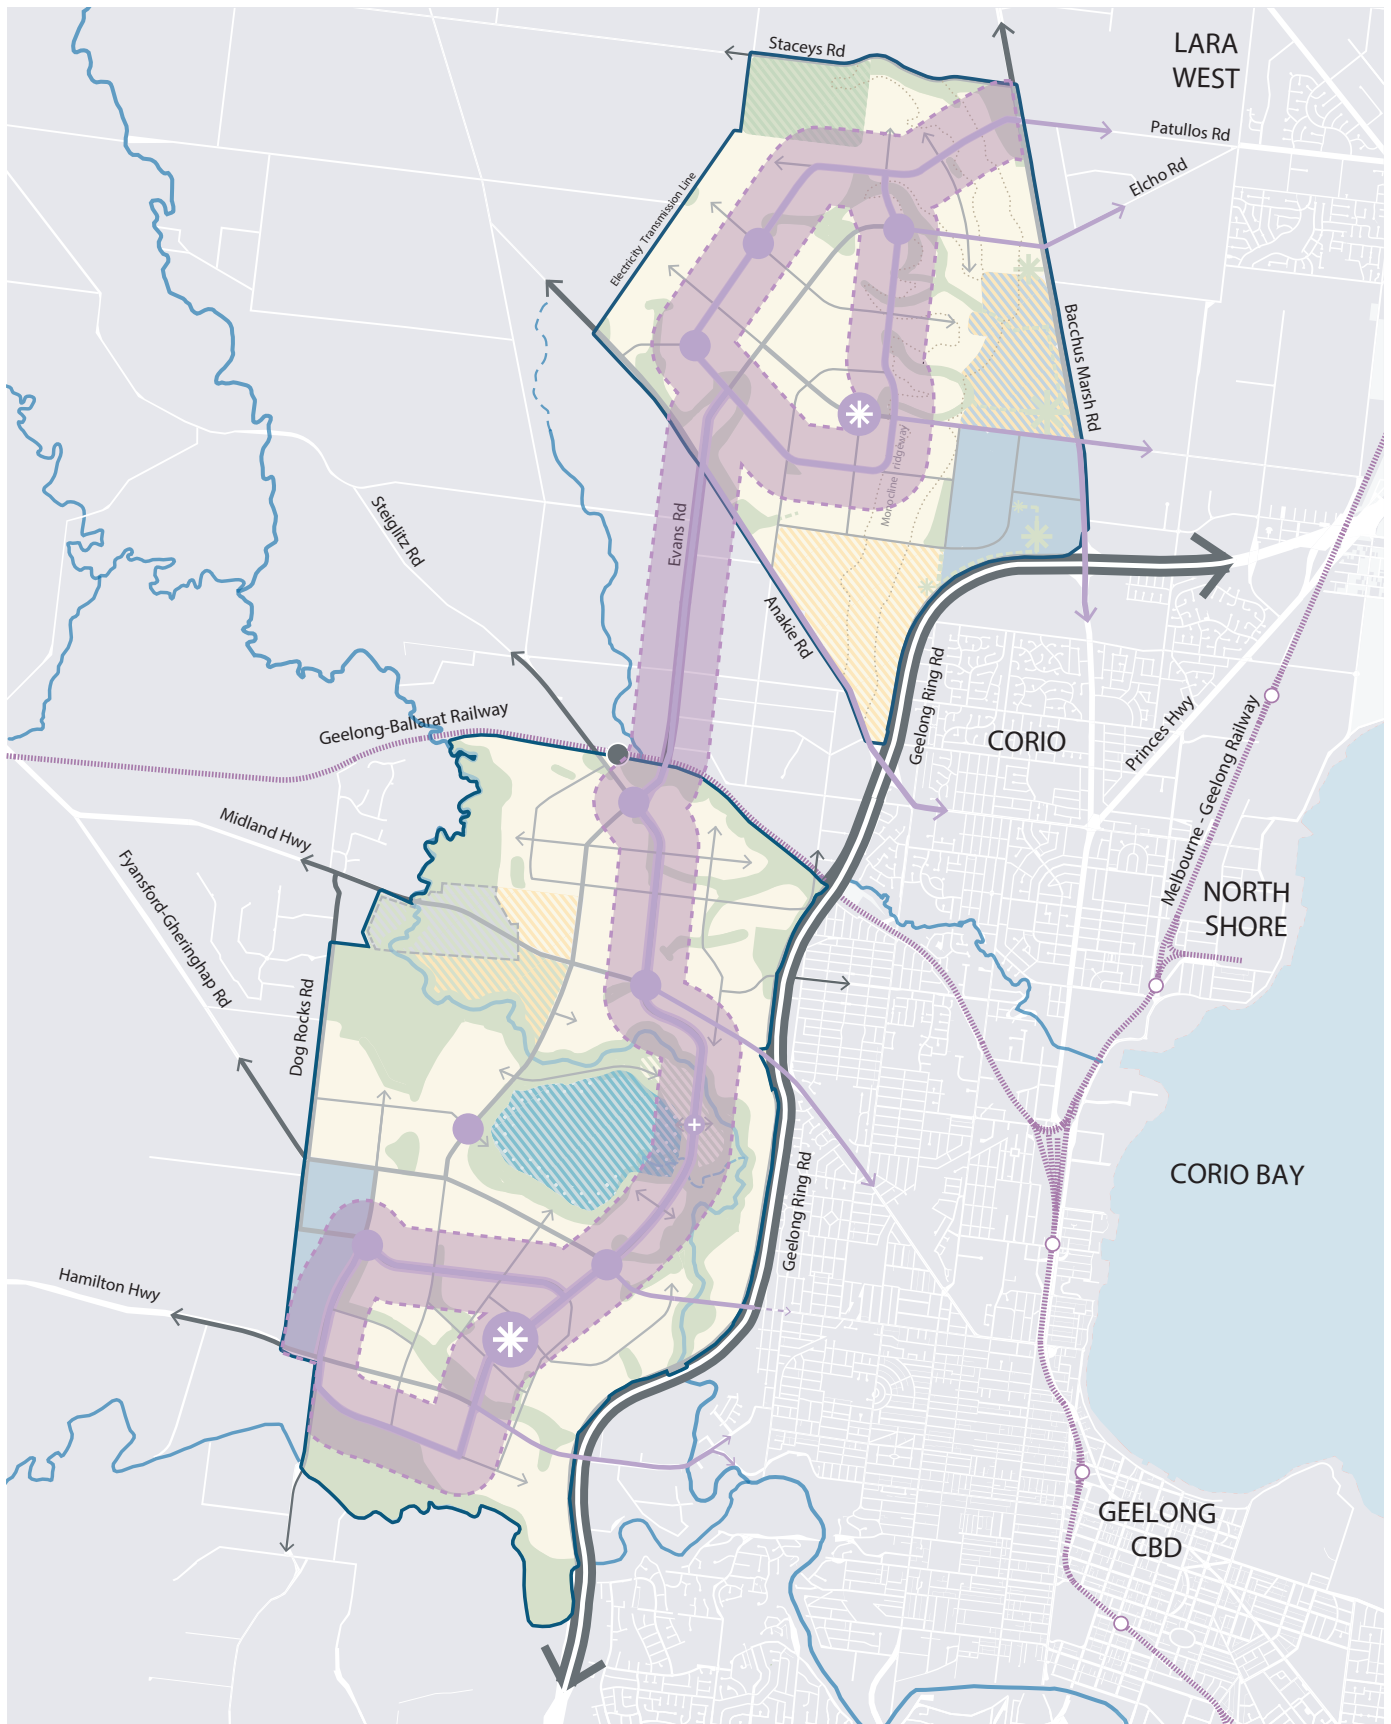 Staceys Rd
LARA
WEST
Patullos Rd
Elcho Rd
Electricity Transmission Line
Bacchus Marsh Rd
Monocline ridgeway
Steiglitz Rd
Evans Rd
Anakie Rd
Geelong Ring Rd
CORIO
Princes Hwy
Melbourne - Geelong Railway
Geelong-Ballarat Railway
Midland Hwy
Fyansford-Gheringhap Rd
NORTH
SHORE
Dog Rocks Rd
CORIO BAY
Geelong Ring Rd
Hamilton Hwy
GEELONG
CBD